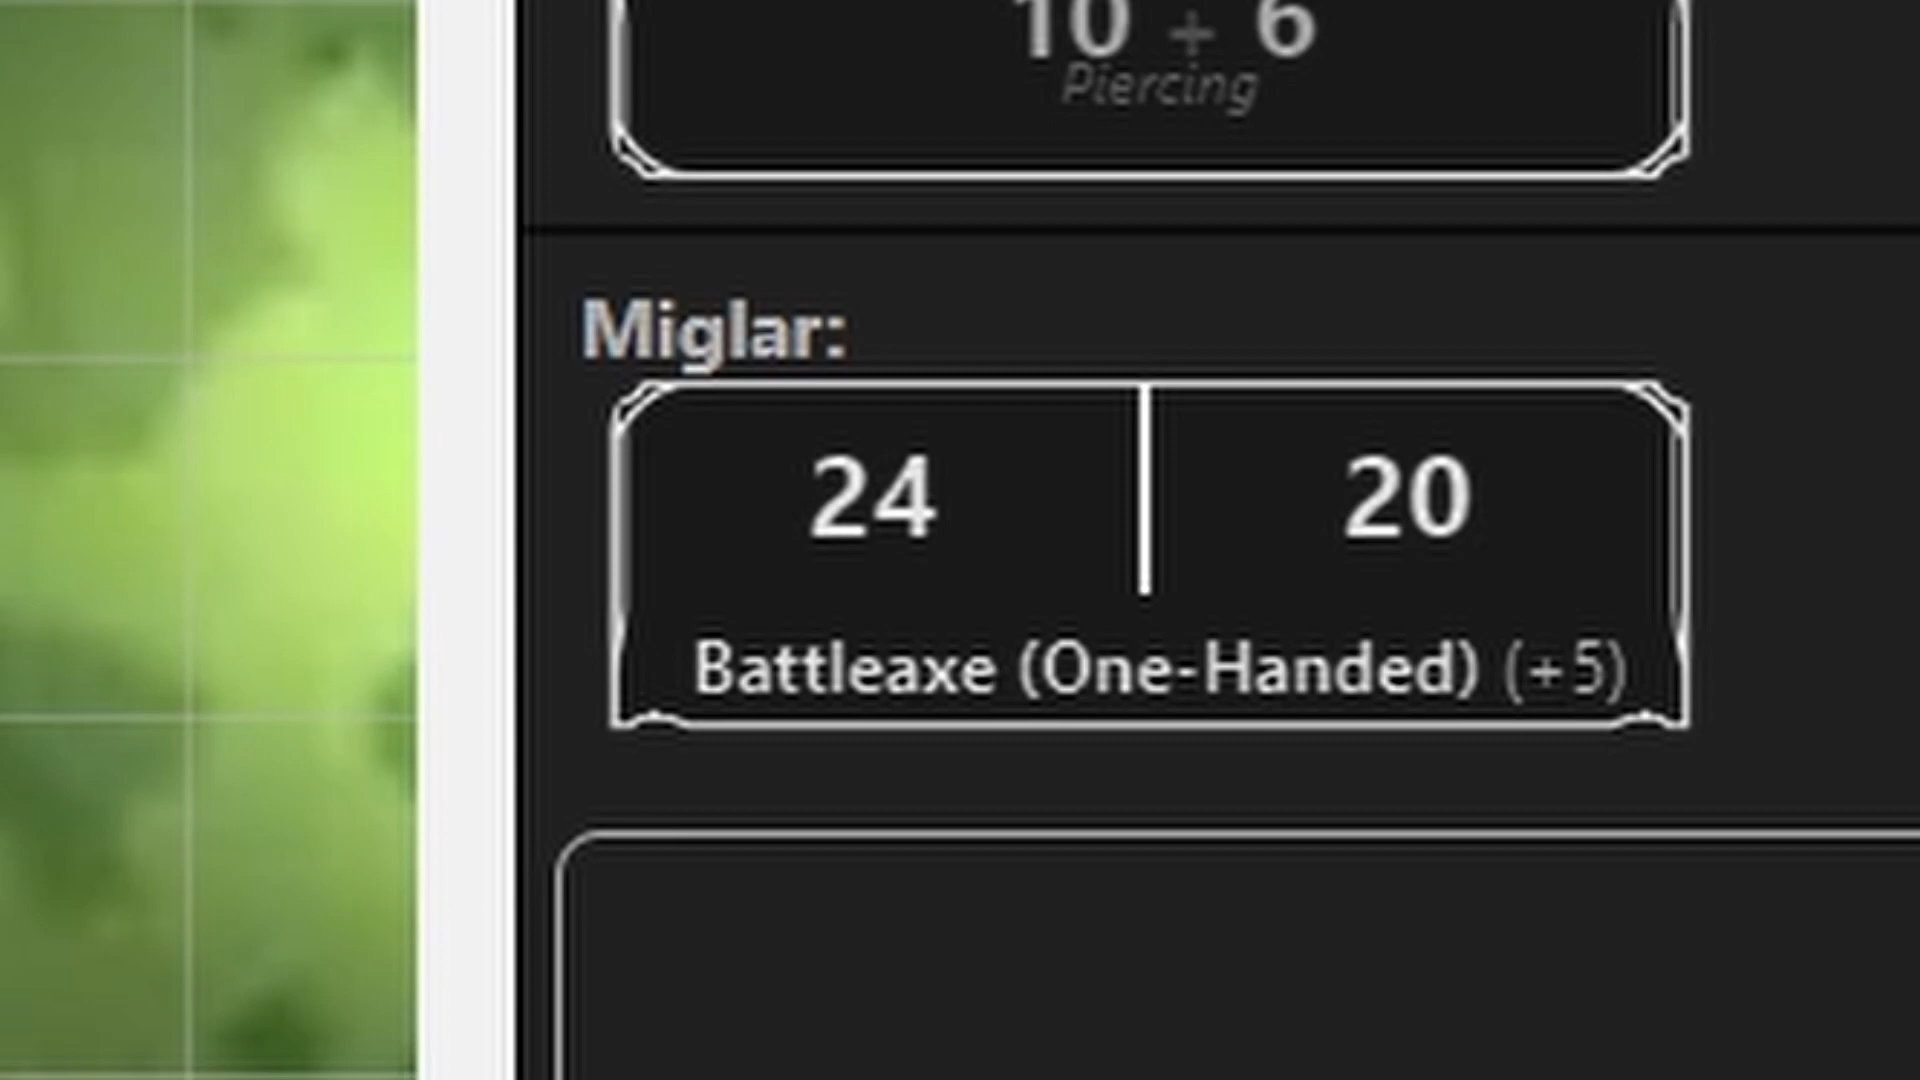 10 + 6
Piercing
Miglar:
24 20
Battleaxe (One-Handed) (+5)